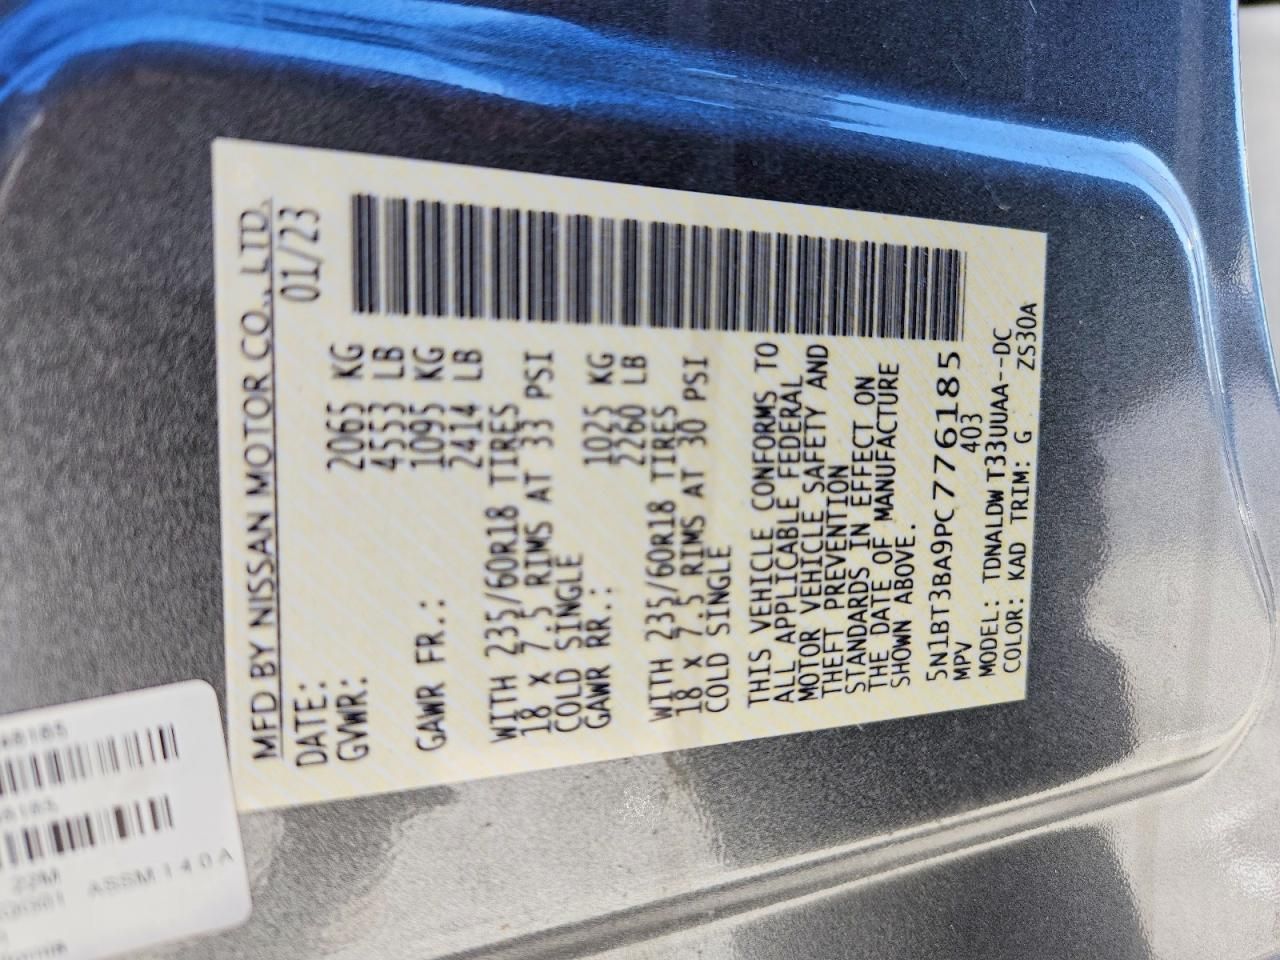 MFD BY NISSAN MOTOR CO., LTD.
DATE: 01/23
GVWR: 2065 KG
4553 LB
GAWR FR.: 1095 KG
2414 LB
WITH 235/60R18 TIRES
18 x 7.5 RIMS AT 33 PSI
COLD SINGLE
GAWR RR.: 1025 KG
2260 LB
WITH 235/60R18 TIRES
18 x 7.5 RIMS AT 30 PSI
COLD SINGLE
THIS VEHICLE CONFORMS TO
ALL APPLICABLE FEDERAL
MOTOR VEHICLE SAFETY AND
THEFT PREVENTION
STANDARDS IN EFFECT ON
THE DATE OF MANUFACTURE
SHOWN ABOVE.
5N1BT3BA9PC776185
MPV 403
MODEL: TDNALDW T33UUAA--DC
COLOR: KAD TRIM: G ZS30A
22M
ASSM 140A